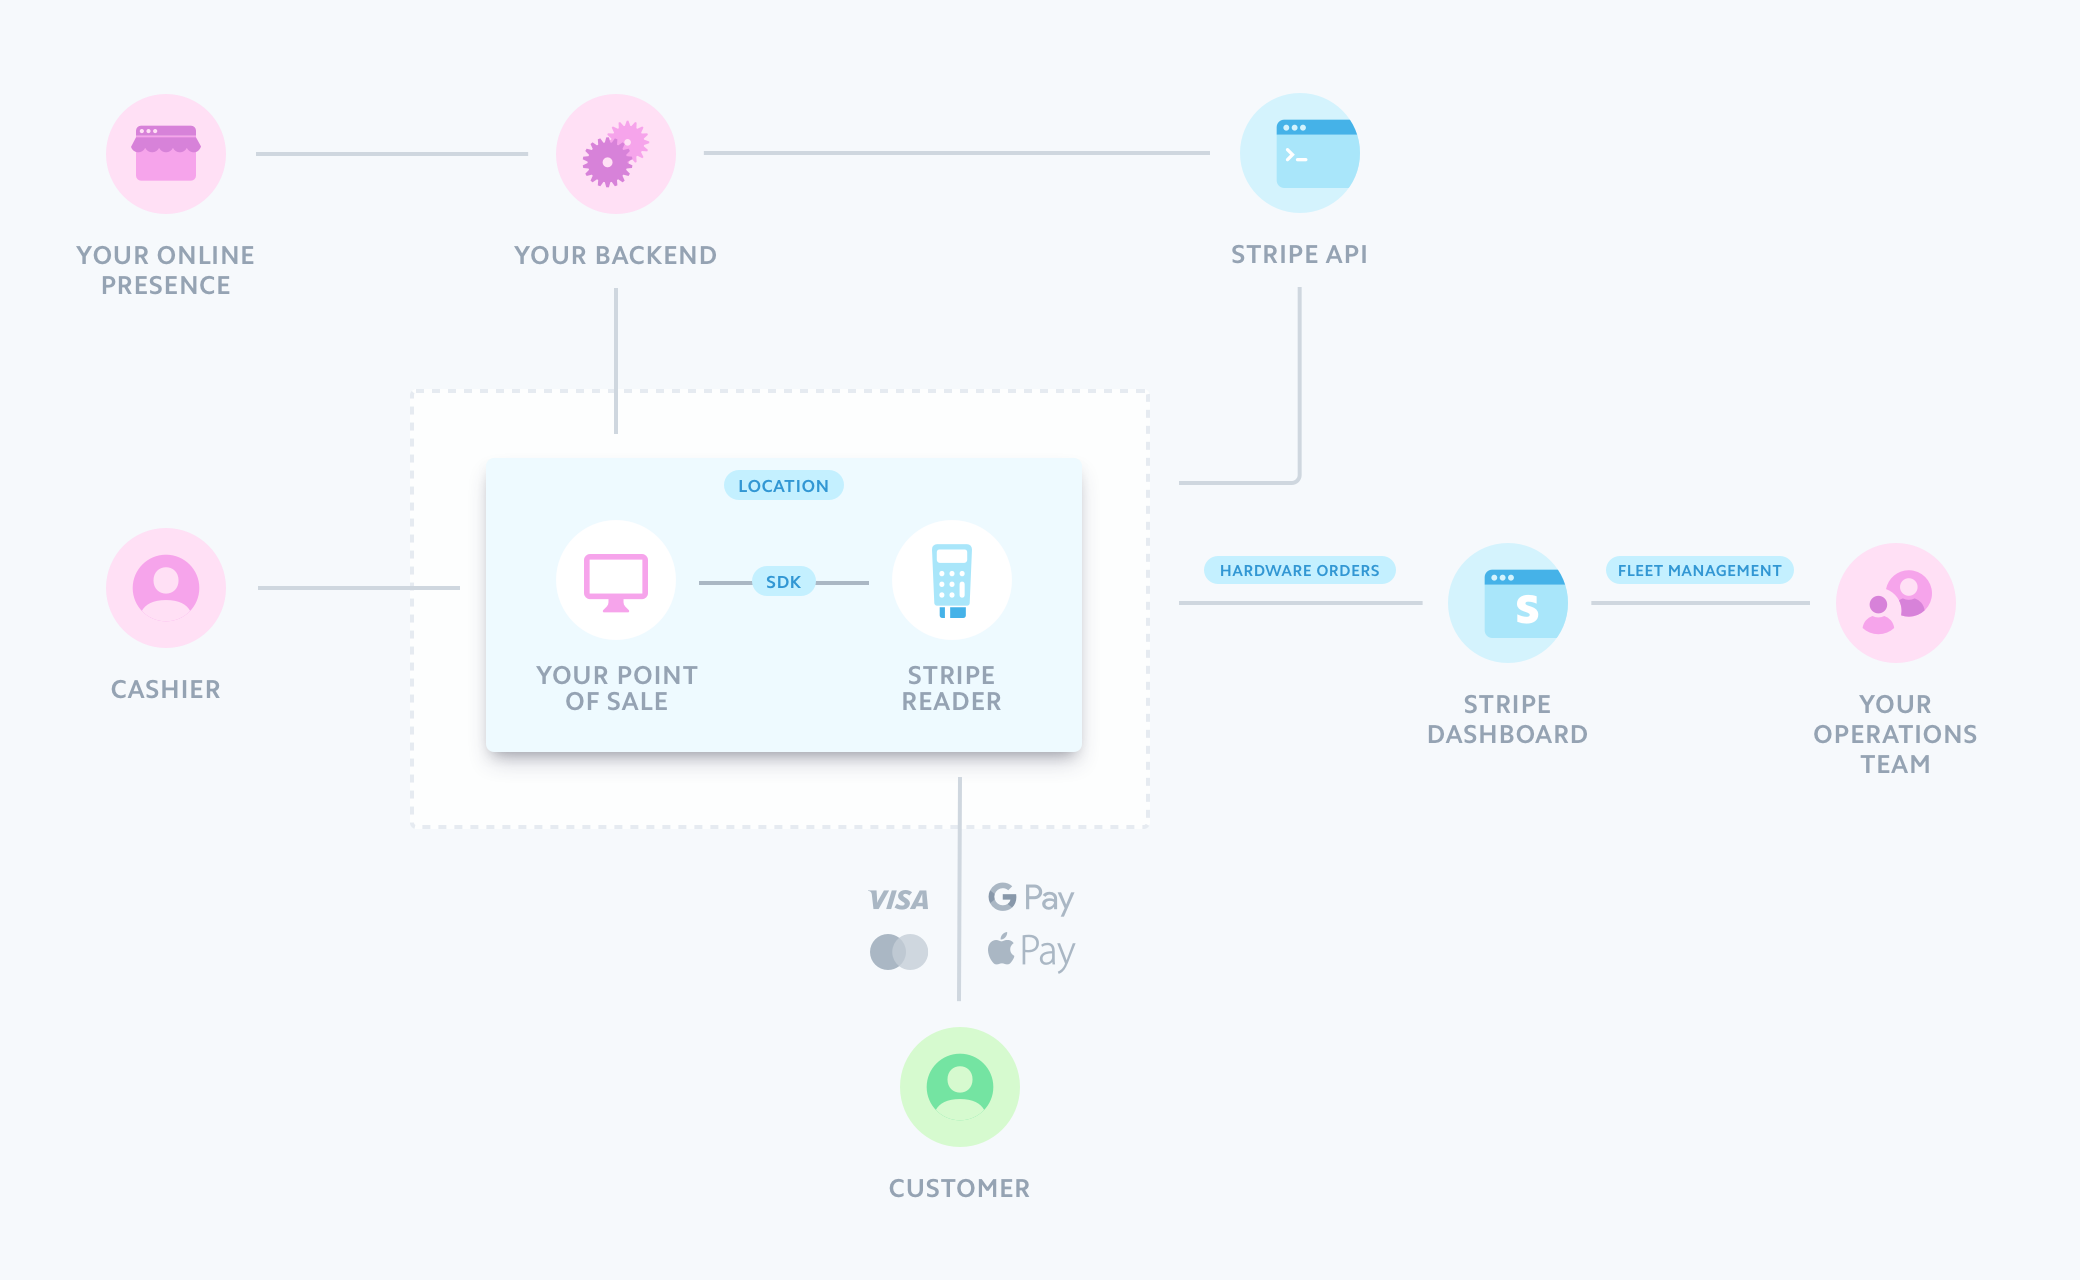 YOUR ONLINE
PRESENCE
YOUR BACKEND
STRIPE API
LOCATION
SDK
YOUR POINT
OF SALE
STRIPE
READER
CASHIER
HARDWARE ORDERS
FLEET MANAGEMENT
S
STRIPE
DASHBOARD
YOUR
OPERATIONS
TEAM
VISA
G Pay
Pay
CUSTOMER